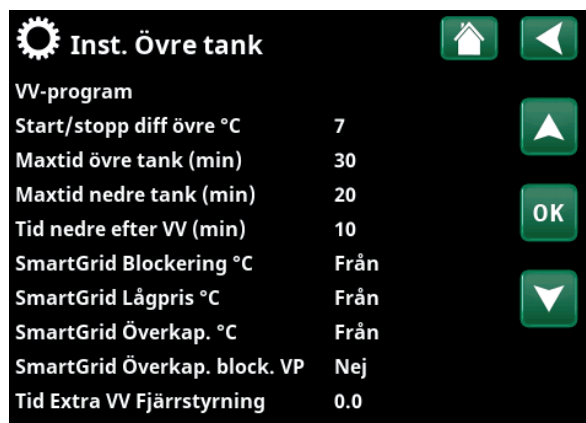 Inst. Övre tank
VV-program
Start/stopp diff övre °C 7
Maxtid övre tank (min) 30
Maxtid nedre tank (min) 20
Tid nedre efter VV (min) 10
OK
SmartGrid Blockering °C Från
SmartGrid Lågpris °C Från
SmartGrid Överkap. °C Från
SmartGrid Överkap. block. VP Nej
Tid Extra VV Fjärrstyrning 0.0